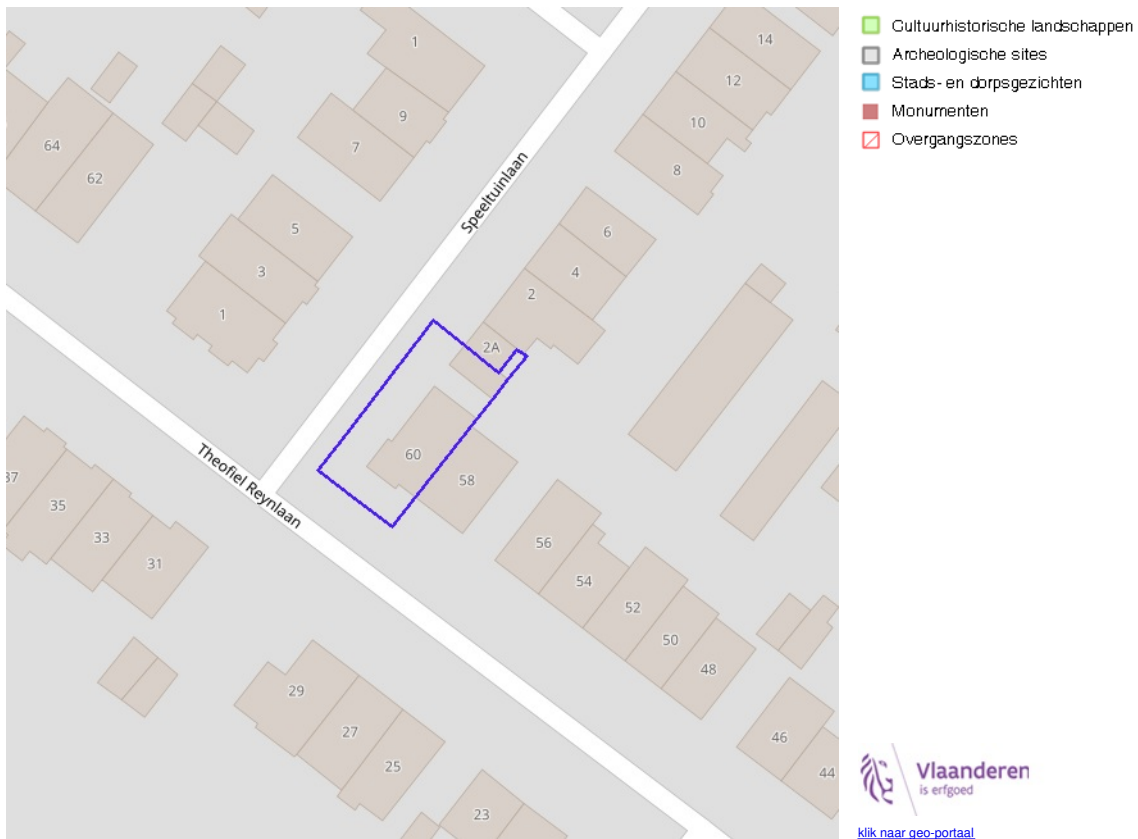 1
14
12
9
64
10
7
62
8
Speeltuinlaan
5
6
3
4
2
1
2A
Theofiel Reynlaan
60
58
37
35
33
31
56
54
52
50
48
29
27
25
46
44
23
Cultuurhistorische landschappen
Archeologische sites
Stads- en dorpsgezichten
Monumenten
Overgangszones
Vlaanderen
is erfgoed
klik naar geo-portaal